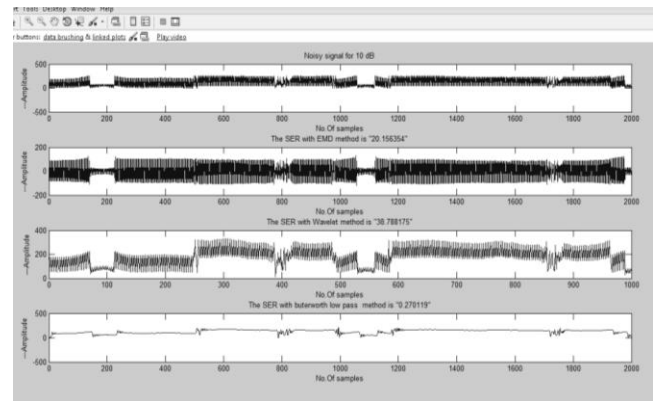 Tools Desktop Window Help
buttons: data brushing & linked plots Play video
Noisy signal for 10 dB
500
0
-500
---Amplitude
0 200 400 600 800 1000 1200 1400 1600 1800 2000
No.Of samples
The SER with EMD method is "20.156354"
200
0
-200
---Amplitude
0 200 400 600 800 1000 1200 1400 1600 1800 2000
No.Of samples
The SER with Wavelet method is "38.788175"
400
200
0
---Amplitude
0 100 200 300 400 500 600 700 800 900 1000
No.Of samples
The SER with buterworth low pass method is "0.270119"
500
0
-500
---Amplitude
0 200 400 600 800 1000 1200 1400 1600 1800 2000
No.Of samples